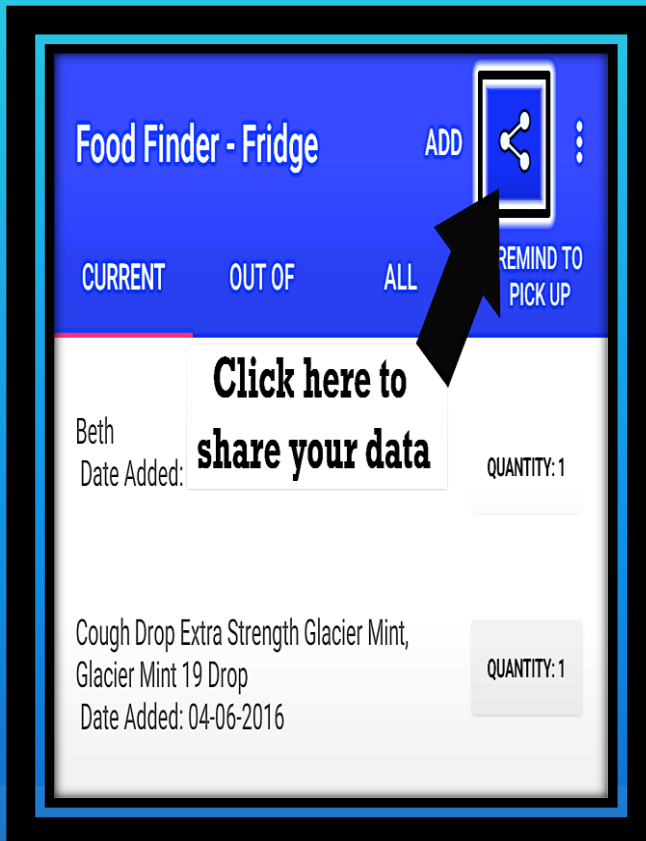 Food Finder - Fridge ADD
CURRENT OUT OF ALL REMIND TO
PICK UP
Click here to
share your data
Beth
Date Added:
QUANTITY: 1
Cough Drop Extra Strength Glacier Mint,
Glacier Mint 19 Drop
Date Added: 04-06-2016
QUANTITY: 1